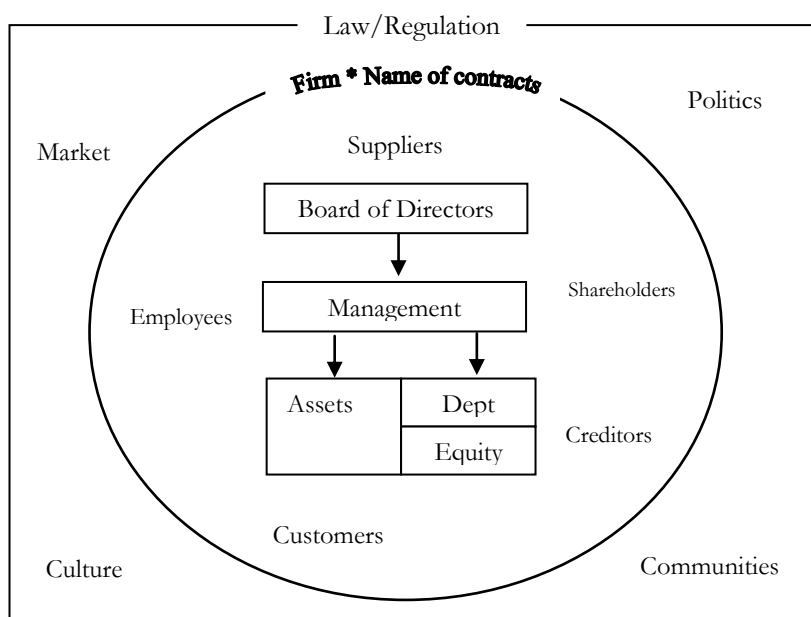 Law/Regulation
Firm * Name of contracts
Politics
Market
Suppliers
Board of Directors
Shareholders
Employees
Management
Assets
Dept
Equity
Creditors
Customers
Culture
Communities